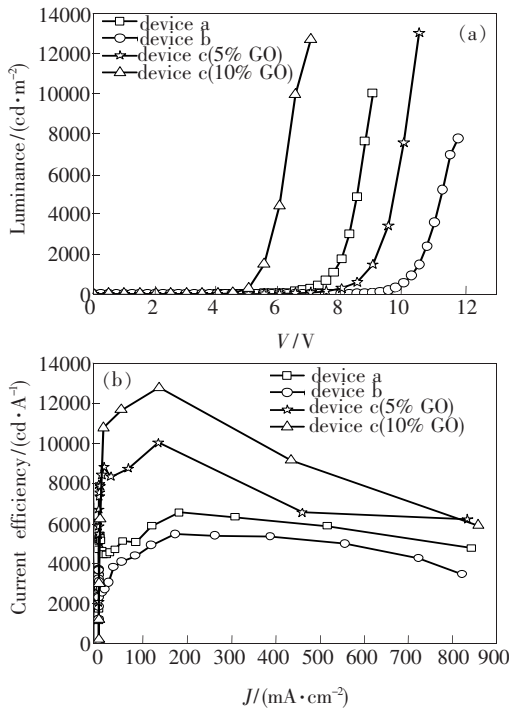 14000
12000
10000
8000
6000
4000
2000
0
Luminance/(cd·m⁻²)
device a
device b
device c(5% GO)
device c(10% GO)
(a)
0 2 4 6 8 10 12
V/V
14000
12000
10000
8000
6000
4000
2000
0
Current efficiency/(cd·A⁻¹)
(b)
device a
device b
device c(5% GO)
device c(10% GO)
0 100 200 300 400 500 600 700 800 900
J/(mA·cm⁻²)